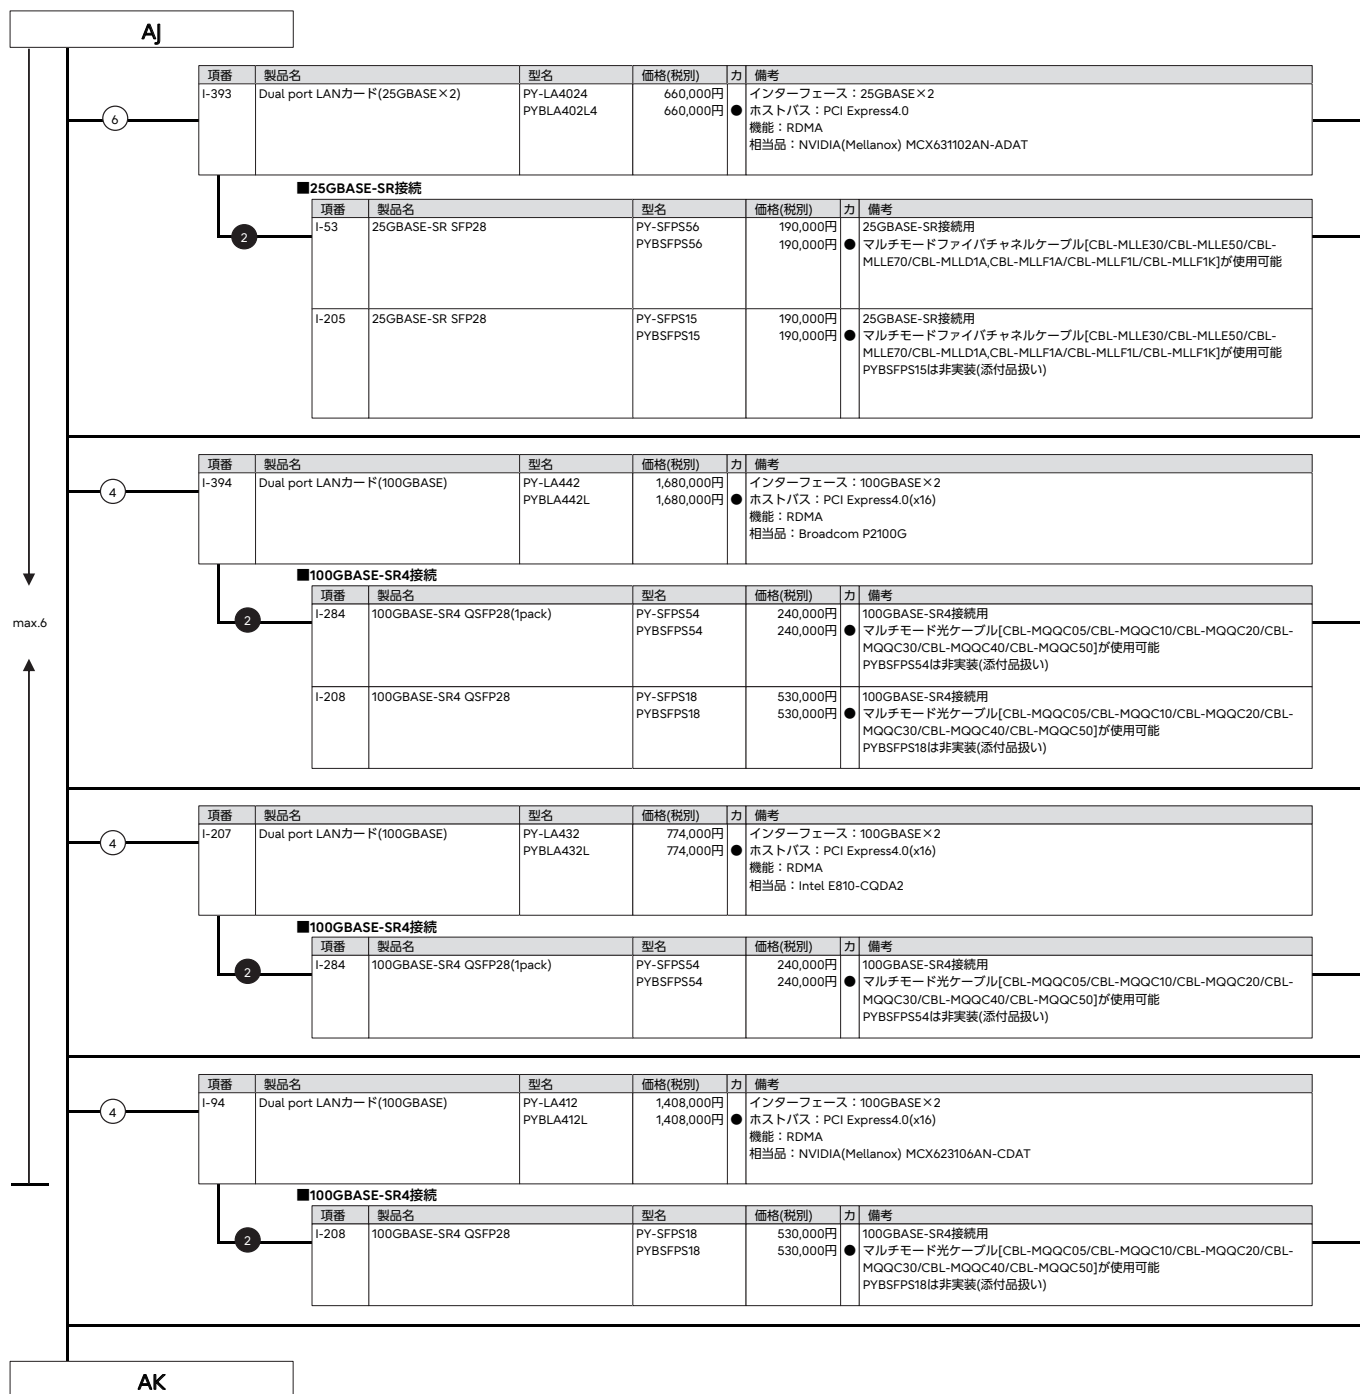 AJ
項番 製品名 型名 価格(税別) カ 備考
6
I-393 Dual port LANカード(25GBASE×2) PY-LA4024 660,000円 インターフェース：25GBASE×2
PYBLA402L4 660,000円 ● ホストバス：PCI Express4.0
機能：RDMA
相当品：NVIDIA(Mellanox) MCX631102AN-ADAT
■25GBASE-SR接続
項番 製品名 型名 価格(税別) カ 備考
2
I-53 25GBASE-SR SFP28 PY-SFPS56 190,000円 25GBASE-SR接続用
PYBSFPS56 190,000円 ● マルチモードファイバチャネルケーブル[CBL-MLLE30/CBL-MLLE50/CBL-
MLLE70/CBL-MLLD1A,CBL-MLLF1A/CBL-MLLF1L/CBL-MLLF1K]が使用可能
I-205 25GBASE-SR SFP28 PY-SFPS15 190,000円 25GBASE-SR接続用
PYBSFPS15 190,000円 ● マルチモードファイバチャネルケーブル[CBL-MLLE30/CBL-MLLE50/CBL-
MLLE70/CBL-MLLD1A,CBL-MLLF1A/CBL-MLLF1L/CBL-MLLF1K]が使用可能
PYBSFPS15は非実装(添付品扱い)
項番 製品名 型名 価格(税別) カ 備考
4
I-394 Dual port LANカード(100GBASE) PY-LA442 1,680,000円 インターフェース：100GBASE×2
PYBLA442L 1,680,000円 ● ホストバス：PCI Express4.0(x16)
機能：RDMA
相当品：Broadcom P2100G
■100GBASE-SR4接続
項番 製品名 型名 価格(税別) カ 備考
max.6
2
I-284 100GBASE-SR4 QSFP28(1pack) PY-SFPS54 240,000円 100GBASE-SR4接続用
PYBSFPS54 240,000円 ● マルチモード光ケーブル[CBL-MQQC05/CBL-MQQC10/CBL-MQQC20/CBL-
MQQC30/CBL-MQQC40/CBL-MQQC50]が使用可能
PYBSFPS54は非実装(添付品扱い)
I-208 100GBASE-SR4 QSFP28 PY-SFPS18 530,000円 100GBASE-SR4接続用
PYBSFPS18 530,000円 ● マルチモード光ケーブル[CBL-MQQC05/CBL-MQQC10/CBL-MQQC20/CBL-
MQQC30/CBL-MQQC40/CBL-MQQC50]が使用可能
PYBSFPS18は非実装(添付品扱い)
項番 製品名 型名 価格(税別) カ 備考
4
I-207 Dual port LANカード(100GBASE) PY-LA432 774,000円 インターフェース：100GBASE×2
PYBLA432L 774,000円 ● ホストバス：PCI Express4.0(x16)
機能：RDMA
相当品：Intel E810-CQDA2
■100GBASE-SR4接続
項番 製品名 型名 価格(税別) カ 備考
2
I-284 100GBASE-SR4 QSFP28(1pack) PY-SFPS54 240,000円 100GBASE-SR4接続用
PYBSFPS54 240,000円 ● マルチモード光ケーブル[CBL-MQQC05/CBL-MQQC10/CBL-MQQC20/CBL-
MQQC30/CBL-MQQC40/CBL-MQQC50]が使用可能
PYBSFPS54は非実装(添付品扱い)
項番 製品名 型名 価格(税別) カ 備考
4
I-94 Dual port LANカード(100GBASE) PY-LA412 1,408,000円 インターフェース：100GBASE×2
PYBLA412L 1,408,000円 ● ホストバス：PCI Express4.0(x16)
機能：RDMA
相当品：NVIDIA(Mellanox) MCX623106AN-CDAT
■100GBASE-SR4接続
項番 製品名 型名 価格(税別) カ 備考
2
I-208 100GBASE-SR4 QSFP28 PY-SFPS18 530,000円 100GBASE-SR4接続用
PYBSFPS18 530,000円 ● マルチモード光ケーブル[CBL-MQQC05/CBL-MQQC10/CBL-MQQC20/CBL-
MQQC30/CBL-MQQC40/CBL-MQQC50]が使用可能
PYBSFPS18は非実装(添付品扱い)
AK